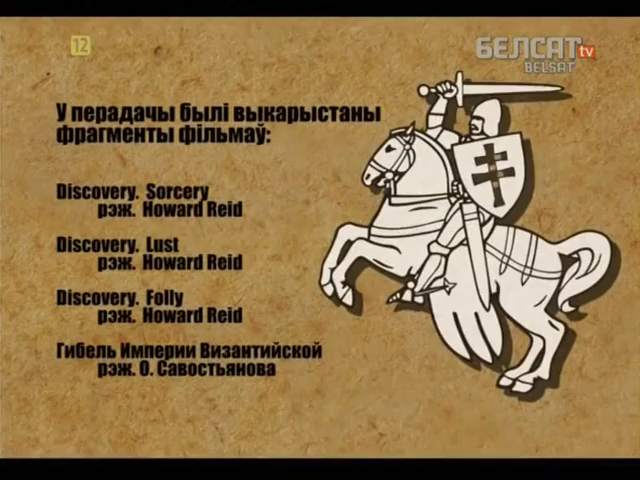 12
БЕЛСАТ tv
BELSAT
У перадачы былі выкарыстаны
фрагменты фільмаў:
Discovery. Sorcery
рэж. Howard Reid
Discovery. Lust
рэж. Howard Reid
Discovery. Folly
рэж. Howard Reid
Гибель Империи Византийской
рэж. О. Савостьянова